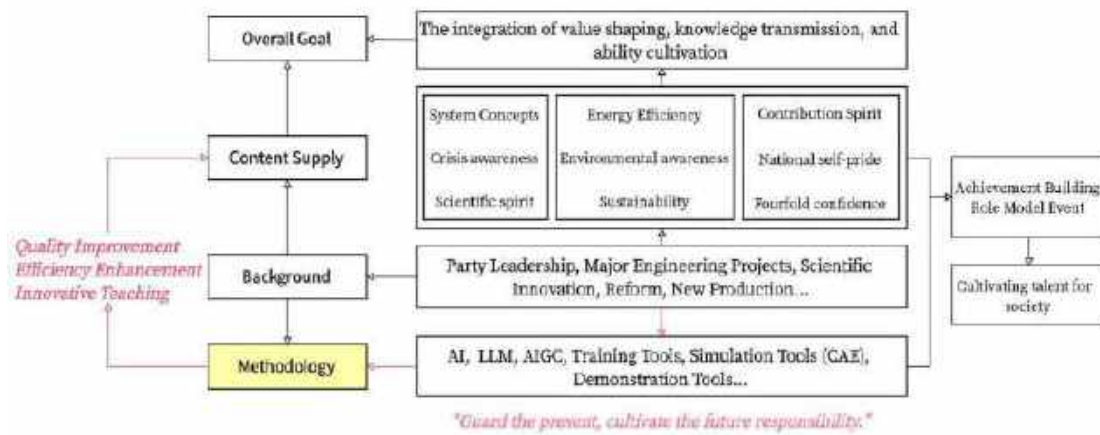 Overall Goal
The integration of value shaping, knowledge transmission, and
ability cultivation
System Concepts
Crisis awareness
Scientific spirit
Energy Efficiency
Environmental awareness
Sustainability
Contribution Spirit
National self-pride
Fourfold confidence
Content Supply
Achievement Building
Role Model Event
Quality Improvement
Efficiency Enhancement
Innovative Teaching
Background
Party Leadership, Major Engineering Projects, Scientific
Innovation, Reform, New Production...
Cultivating talent for
society
Methodology
AI, LLM, AIGC, Training Tools, Simulation Tools (CAE),
Demonstration Tools...
"Guard the present, cultivate the future responsibility."